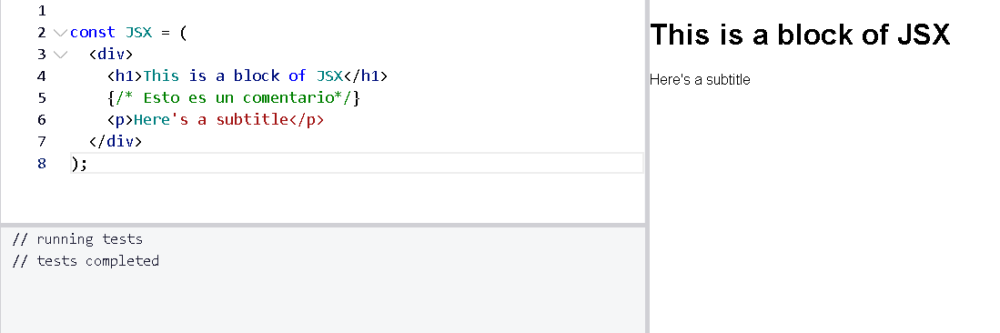 1
2 const JSX = (
3 <div>
4 <h1>This is a block of JSX</h1>
5 {/* Esto es un comentario*/}
6 <p>Here's a subtitle</p>
7 </div>
8 );
// running tests
// tests completed
This is a block of JSX
Here's a subtitle